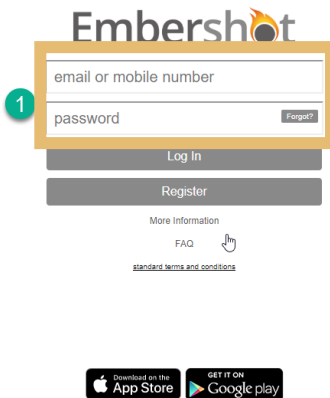 Embershot
email or mobile number
1
password Forgot?
Log In
Register
More Information
FAQ
standard terms and conditions
Download on the
App Store
GET IT ON
Google play